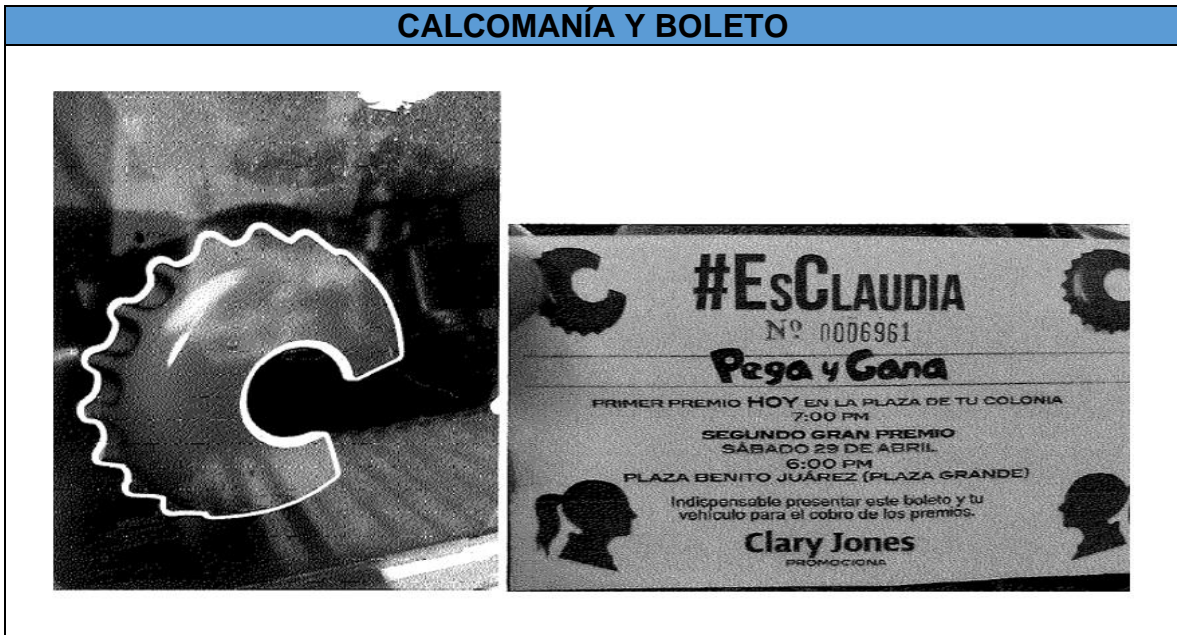 CALCOMANÍA Y BOLETO
#ESCLAUDIA
Nº 0006961
Pega y Gana
PRIMER PREMIO HOY EN LA PLAZA DE TU COLONIA
7:00 PM
SEGUNDO GRAN PREMIO
SÁBADO 29 DE ABRIL
6:00 PM
PLAZA BENITO JUÁREZ (PLAZA GRANDE)
Indispensable presentar este boleto y tu
vehículo para el cobro de los premios.
Clary Jones
PROMOCIONA